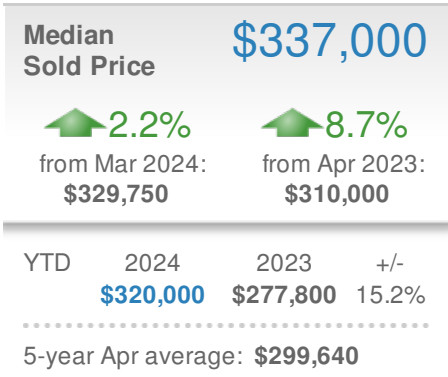 Median $337,000
Sold Price
2.2% 8.7%
from Mar 2024: from Apr 2023:
$329,750 $310,000
YTD 2024 2023 +/-
$320,000 $277,800 15.2%
5-year Apr average: $299,640